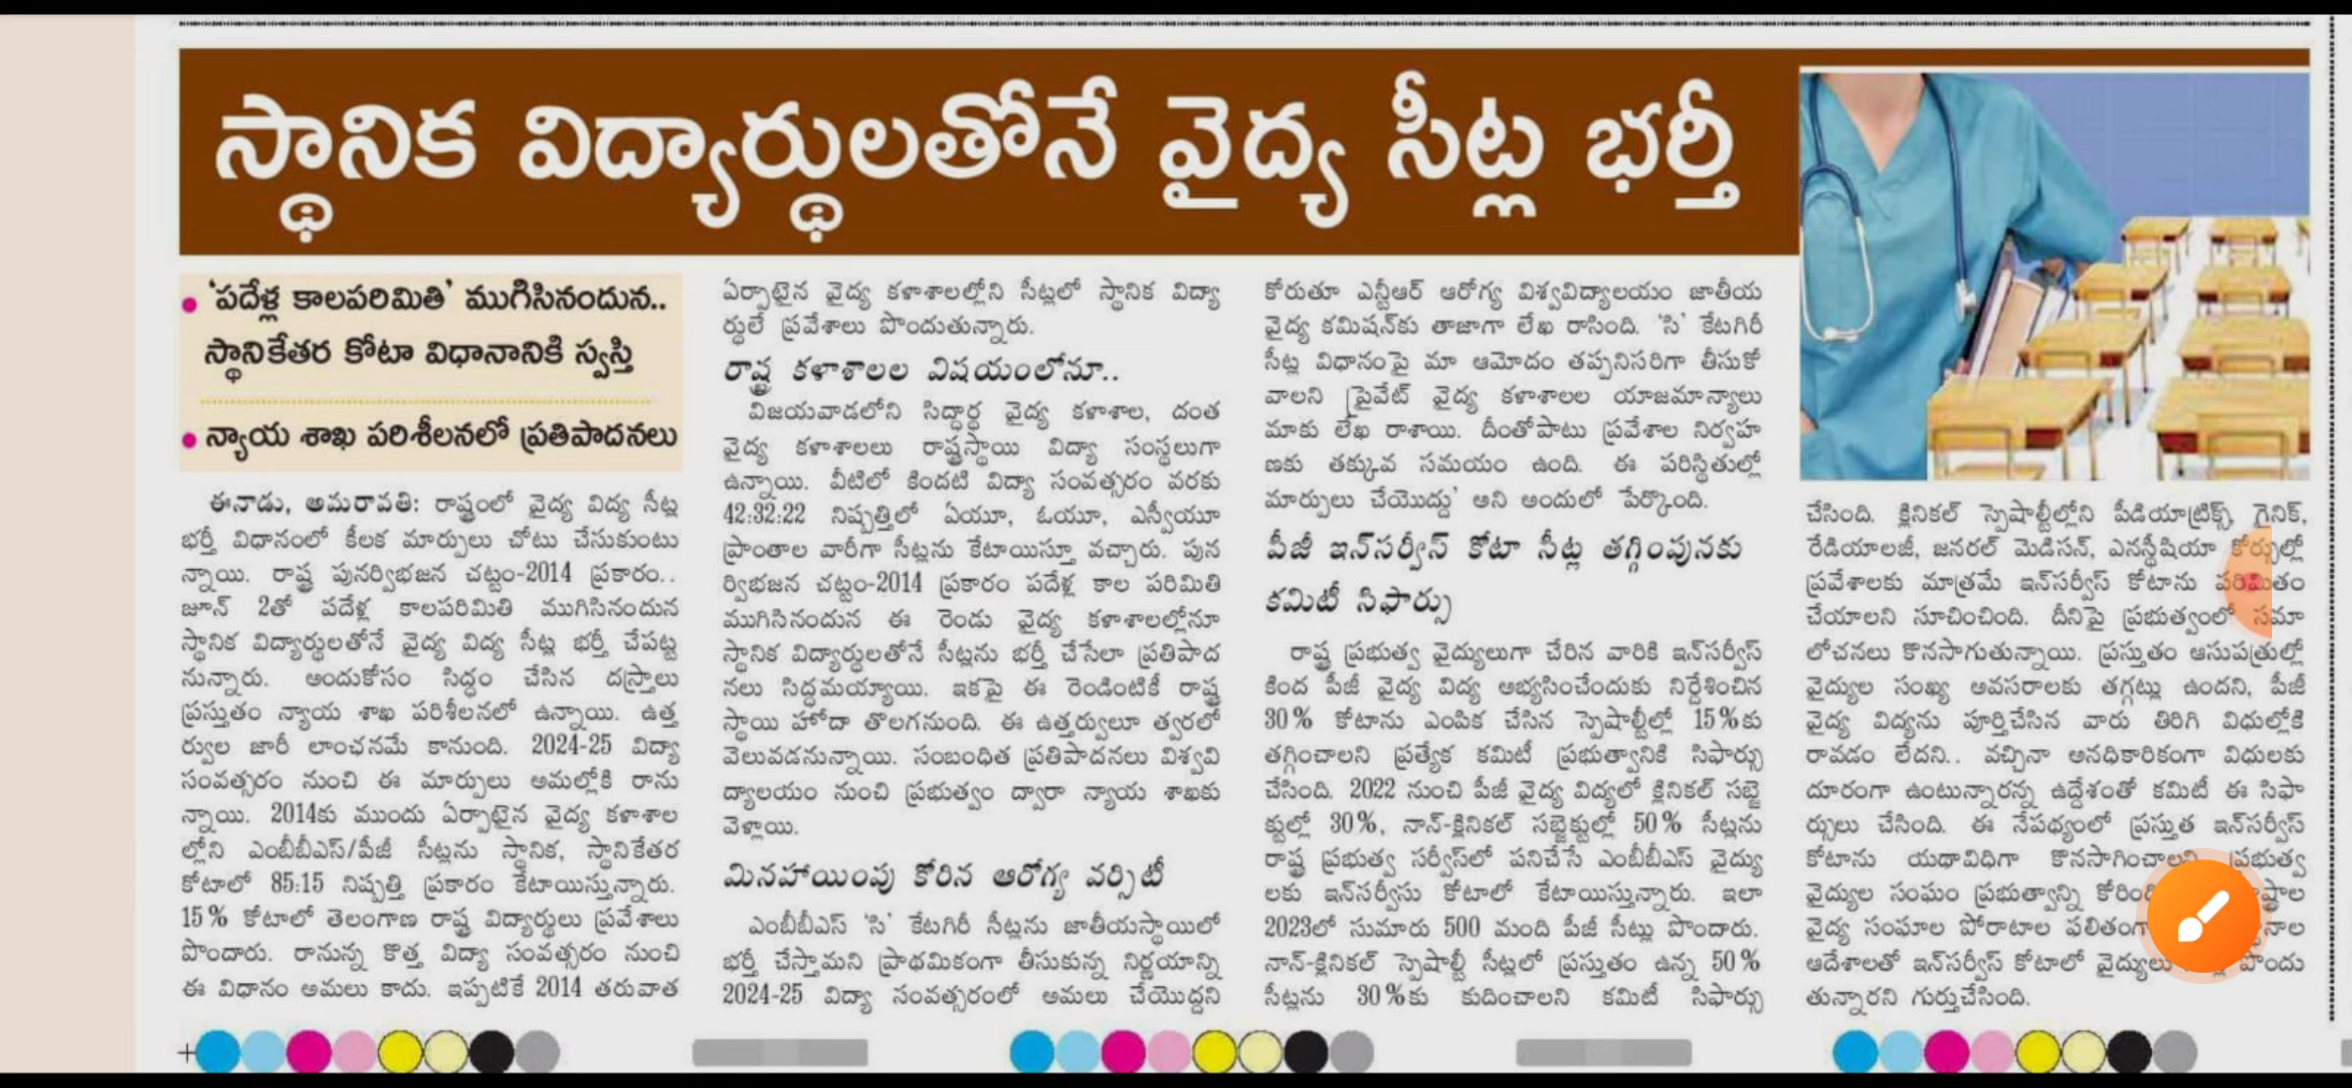 స్థానిక విద్యార్థులతోనే వైద్య సీట్ల భర్తీ
• 'పదేళ్ల కాలపరిమితి' ముగిసినందున..
స్థానికేతర కోటా విధానానికి స్వస్తి
• న్యాయ శాఖ పరిశీలనలో ప్రతిపాదనలు
ఈనాడు, అమరావతి: రాష్ట్రంలో వైద్య విద్య సీట్ల
భర్తీ విధానంలో కీలక మార్పులు చోటు చేసుకుంటు
న్నాయి. రాష్ట్ర పునర్విభజన చట్టం-2014 ప్రకారం..
జూన్ 2తో పదేళ్ల కాలపరిమితి ముగిసినందున
స్థానిక విద్యార్థులతోనే వైద్య విద్య సీట్ల భర్తీ చేపట్ట
నున్నారు. అందుకోసం సిద్ధం చేసిన దస్త్రాలు
ప్రస్తుతం న్యాయ శాఖ పరిశీలనలో ఉన్నాయి. ఉత్త
ర్వుల జారీ లాంఛనమే కానుంది. 2024-25 విద్యా
సంవత్సరం నుంచి ఈ మార్పులు అమల్లోకి రాను
న్నాయి. 2014కు ముందు ఏర్పాటైన వైద్య కళాశాల
ల్లోని ఎంబీబీఎస్/పీజీ సీట్లను స్థానిక, స్థానికేతర
కోటాలో 85:15 నిష్పత్తి ప్రకారం కేటాయిస్తున్నారు.
15% కోటాలో తెలంగాణ రాష్ట్ర విద్యార్థులు ప్రవేశాలు
పొందారు. రానున్న కొత్త విద్యా సంవత్సరం నుంచి
ఈ విధానం అమలు కాదు. ఇప్పటికే 2014 తరువాత
ఏర్పాటైన వైద్య కళాశాలల్లోని సీట్లలో స్థానిక విద్యా
ర్థులే ప్రవేశాలు పొందుతున్నారు.
రాష్ట్ర కళాశాలల విషయంలోనూ..
విజయవాడలోని సిద్ధార్థ వైద్య కళాశాల, దంత
వైద్య కళాశాలలు రాష్ట్రస్థాయి విద్యా సంస్థలుగా
ఉన్నాయి. వీటిలో కిందటి విద్యా సంవత్సరం వరకు
42:32:22 నిష్పత్తిలో ఏయూ, ఓయూ, ఎస్వీయూ
ప్రాంతాల వారీగా సీట్లను కేటాయిస్తూ వచ్చారు. పున
ర్విభజన చట్టం-2014 ప్రకారం పదేళ్ల కాల పరిమితి
ముగిసినందున ఈ రెండు వైద్య కళాశాలల్లోనూ
స్థానిక విద్యార్థులతోనే సీట్లను భర్తీ చేసేలా ప్రతిపాద
నలు సిద్ధమయ్యాయి. ఇకపై ఈ రెండింటికీ రాష్ట్ర
స్థాయి హోదా తొలగనుంది. ఈ ఉత్తర్వులూ త్వరలో
వెలువడనున్నాయి. సంబంధిత ప్రతిపాదనలు విశ్వవి
ద్యాలయం నుంచి ప్రభుత్వం ద్వారా న్యాయ శాఖకు
వెళ్లాయి.
మినహాయింపు కోరిన ఆరోగ్య వర్సిటీ
ఎంబీబీఎస్ 'సి' కేటగిరీ సీట్లను జాతీయస్థాయిలో
భర్తీ చేస్తామని ప్రాథమికంగా తీసుకున్న నిర్ణయాన్ని
2024-25 విద్యా సంవత్సరంలో అమలు చేయొద్దని
కోరుతూ ఎన్టీఆర్ ఆరోగ్య విశ్వవిద్యాలయం జాతీయ
వైద్య కమిషన్‌కు తాజాగా లేఖ రాసింది. 'సి' కేటగిరీ
సీట్ల విధానంపై మా ఆమోదం తప్పనిసరిగా తీసుకో
వాలని ప్రైవేట్ వైద్య కళాశాలల యాజమాన్యాలు
మాకు లేఖ రాశాయి. దీంతోపాటు ప్రవేశాల నిర్వహ
ణకు తక్కువ సమయం ఉంది. ఈ పరిస్థితుల్లో
మార్పులు చేయొద్దు' అని అందులో పేర్కొంది.
పీజీ ఇన్‌సర్వీస్ కోటా సీట్ల తగ్గింపునకు
కమిటీ సిఫార్సు
రాష్ట్ర ప్రభుత్వ వైద్యులుగా చేరిన వారికి ఇన్‌సర్వీస్
కింద పీజీ వైద్య విద్య అభ్యసించేందుకు నిర్దేశించిన
30% కోటాను ఎంపిక చేసిన స్పెషాల్టీల్లో 15%కు
తగ్గించాలని ప్రత్యేక కమిటీ ప్రభుత్వానికి సిఫార్సు
చేసింది. 2022 నుంచి పీజీ వైద్య విద్యలో క్లినికల్ సబ్జె
క్టుల్లో 30%, నాన్-క్లినికల్ సబ్జెక్టుల్లో 50% సీట్లను
రాష్ట్ర ప్రభుత్వ సర్వీస్‌లో పనిచేసే ఎంబీబీఎస్ వైద్యు
లకు ఇన్‌సర్వీసు కోటాలో కేటాయిస్తున్నారు. ఇలా
2023లో సుమారు 500 మంది పీజీ సీట్లు పొందారు.
నాన్-క్లినికల్ స్పెషాల్టీ సీట్లలో ప్రస్తుతం ఉన్న 50%
సీట్లను 30%కు కుదించాలని కమిటీ సిఫార్సు
చేసింది. క్లినికల్ స్పెషాల్టీల్లోని పీడియాట్రిక్స్, గైనిక్,
రేడియాలజీ, జనరల్ మెడిసన్, ఎనస్థీషియా కోర్సుల్లో
ప్రవేశాలకు మాత్రమే ఇన్‌సర్వీస్ కోటాను పరిమితం
చేయాలని సూచించింది. దీనిపై ప్రభుత్వంలో సమా
లోచనలు కొనసాగుతున్నాయి. ప్రస్తుతం ఆసుపత్రుల్లో
వైద్యుల సంఖ్య అవసరాలకు తగ్గట్లు ఉందని, పీజీ
వైద్య విద్యను పూర్తిచేసిన వారు తిరిగి విధుల్లోకి
రావడం లేదని.. వచ్చినా అనధికారికంగా విధులకు
దూరంగా ఉంటున్నారన్న ఉద్దేశంతో కమిటీ ఈ సిఫా
ర్సులు చేసింది. ఈ నేపథ్యంలో ప్రస్తుత ఇన్‌సర్వీస్
కోటాను యథావిధిగా కొనసాగించాలని ప్రభుత్వ
వైద్యుల సంఘం ప్రభుత్వాన్ని
వైద్య సంఘాల పోరాటాల
ఆదేశాలతో ఇన్‌సర్వీస్ కోటాలో పొందు
తున్నారని గుర్తుచేసింది.